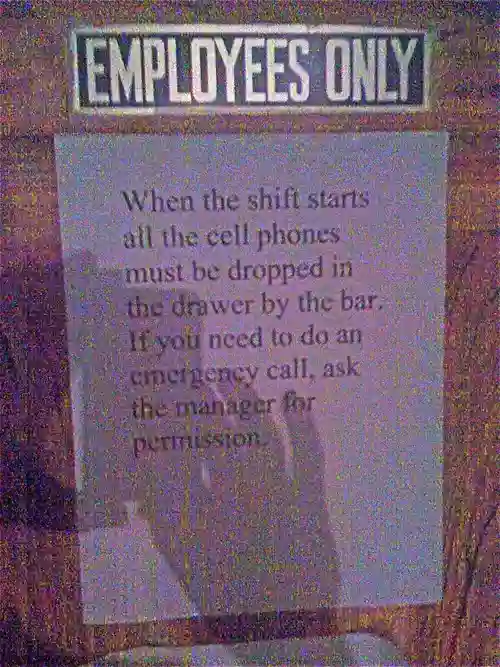 EMPLOYEES ONLY
When the shift starts
all the cell phones
must be dropped in
the drawer by the bar.
If you need to do an
emergency call, ask
the manager for
permission.